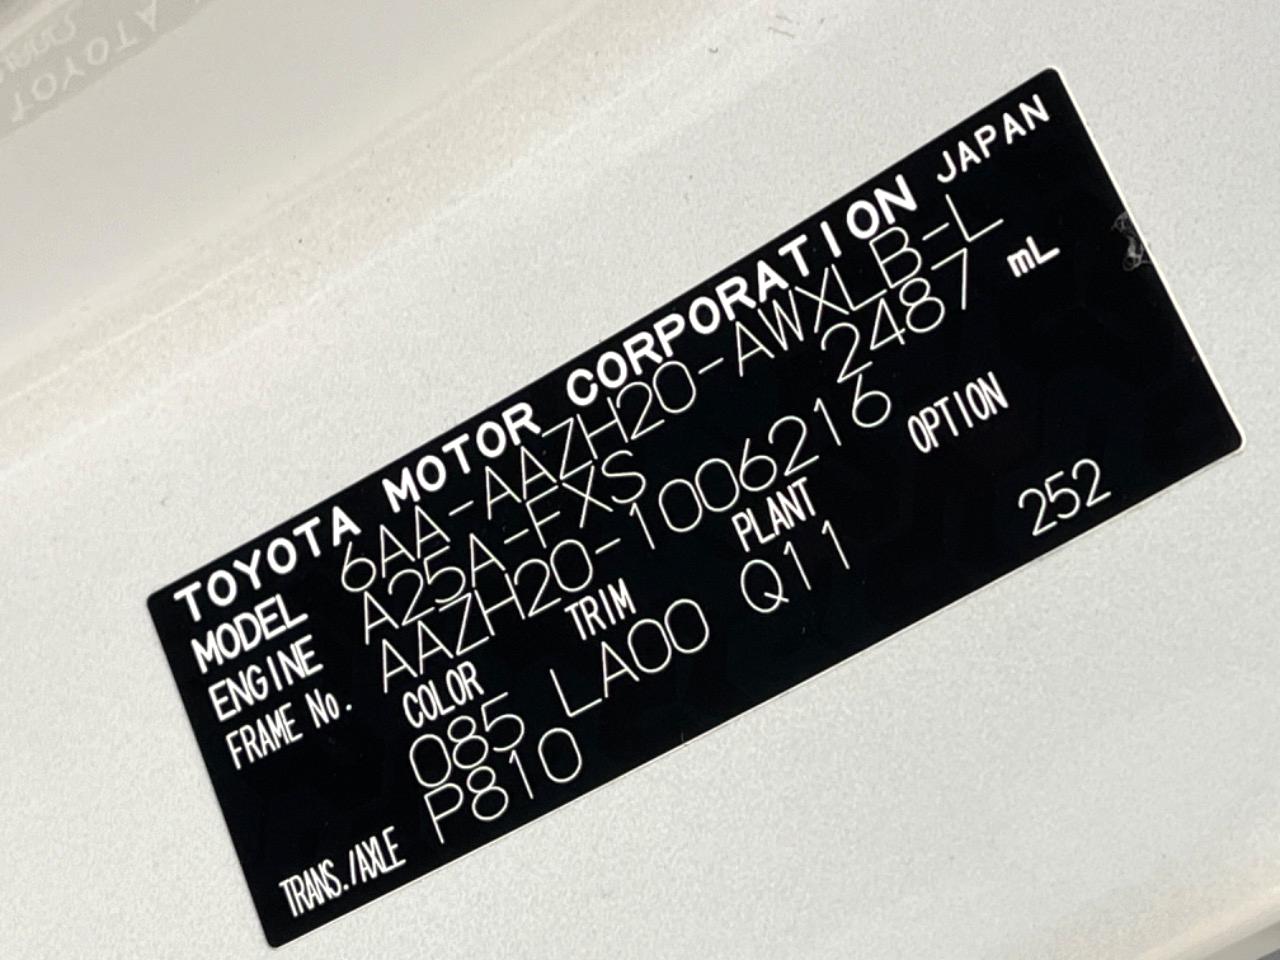 TOYOTA MOTOR CORPORATION JAPAN
MODEL 6AA-AAZH20-AWXLB-L
ENGINE A25A-FXS 2487 mL
FRAME No. AAZH20-1006216
COLOR TRIM PLANT OPTION
085 LA00 Q11 252
TRANS./AXLE P810
TOYOT